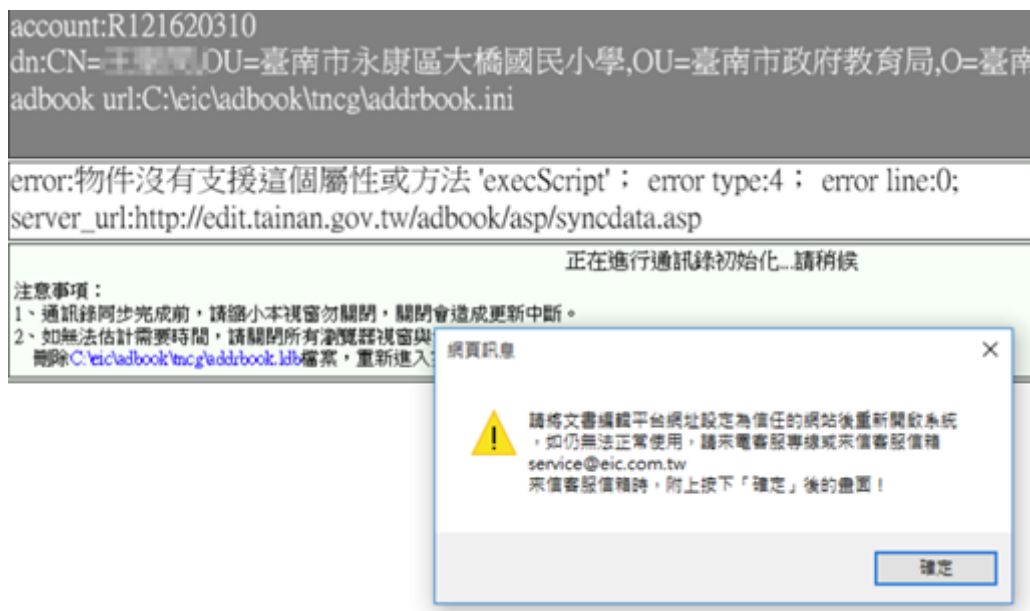 account:R121620310
dn:CN= ,OU=臺南市永康區大橋國民小學,OU=臺南市政府教育局,O=臺南
adbook url:C:\eic\adbook\tncg\addrbook.ini
error:物件沒有支援這個屬性或方法 'execScript'; error type:4; error line:0;
server_url:http://edit.tainan.gov.tw/adbook/asp/syncdata.asp
正在進行通訊錄初始化...請稍候
注意事項:
1、通訊錄同步完成前,請縮小本視窗勿關閉,關閉會造成更新中斷。
2、如無法估計需要時間,請關閉所有瀏覽器視窗與
刪除C:\eic\adbook\tncg\addrbook.ldb檔案,重新進入
網頁訊息
請將文書編輯平台網址設定為信任的網站後重新開啟系統
,如仍無法正常使用,請來電客服專線或來信客服信箱
service@eic.com.tw
來信客服信箱時,附上按下「確定」後的畫面!
確定